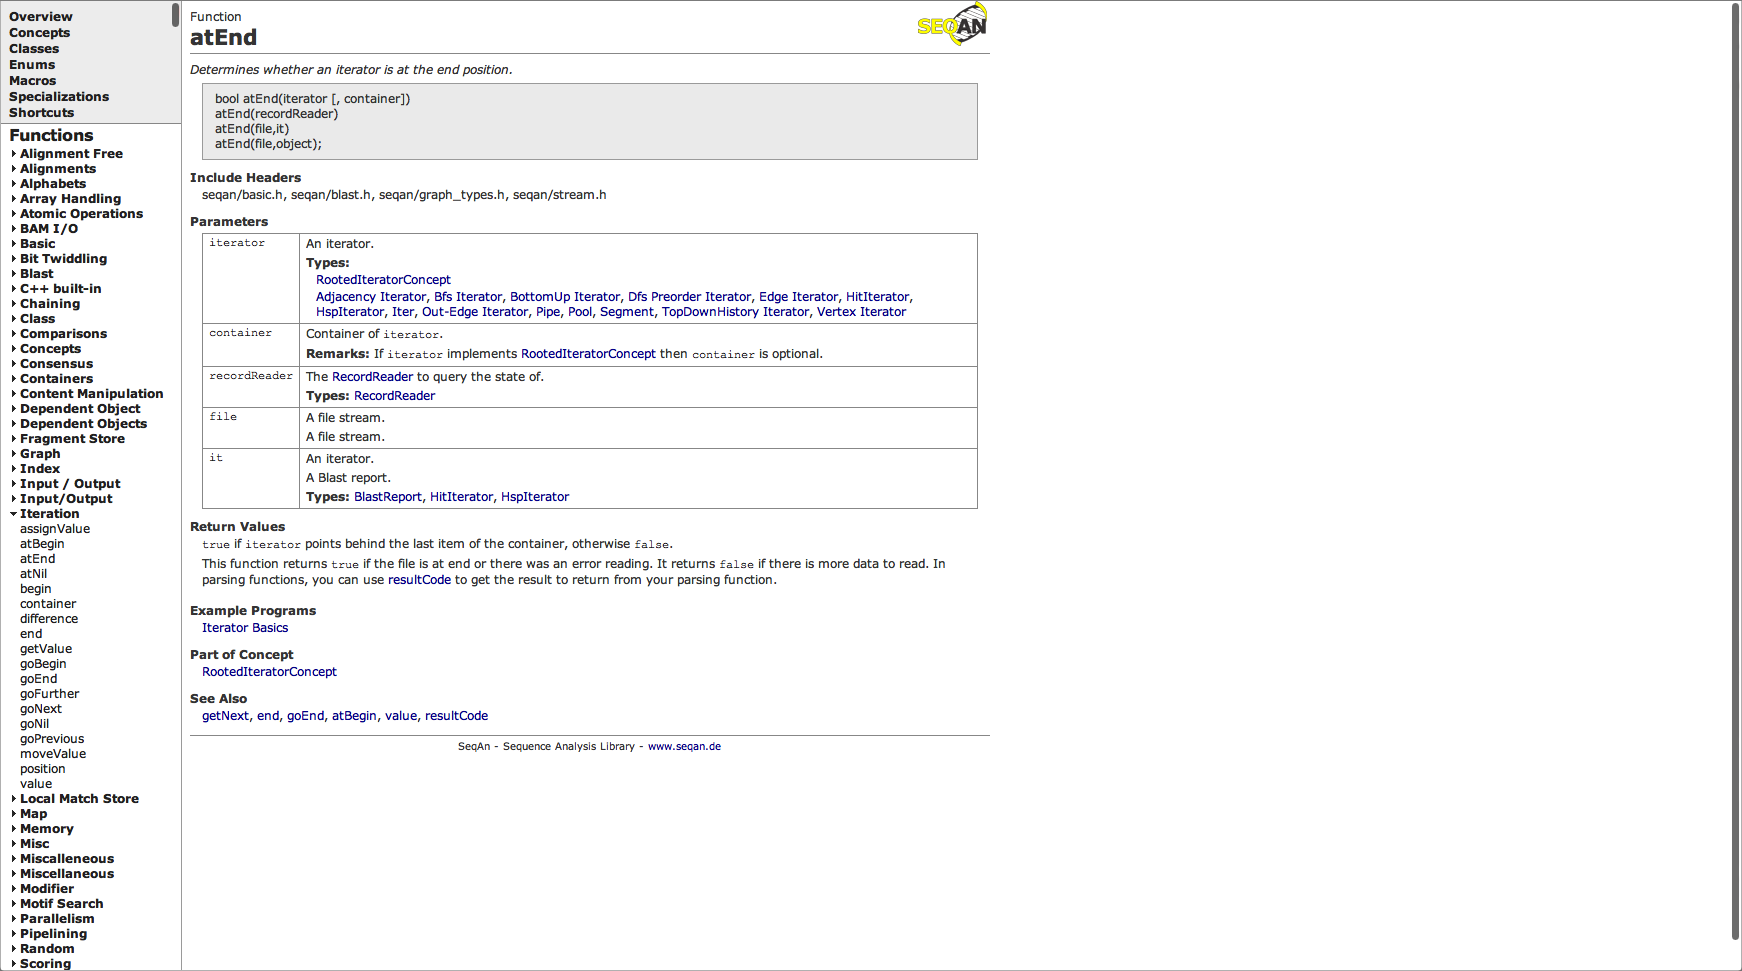 Overview
Concepts
Classes
Enums
Macros
Specializations
Shortcuts
Functions
Alignment Free
Alignments
Alphabets
Array Handling
Atomic Operations
BAM I/O
Basic
Bit Twiddling
Blast
C++ built-in
Chaining
Class
Comparisons
Concepts
Consensus
Containers
Content Manipulation
Dependent Object
Dependent Objects
Fragment Store
Graph
Index
Input / Output
Input/Output
Iteration
assignValue
atBegin
atEnd
atNil
begin
container
difference
end
getValue
goBegin
goEnd
goFurther
goNext
goNil
goPrevious
moveValue
position
value
Local Match Store
Map
Memory
Misc
Miscalleneous
Miscellaneous
Modifier
Motif Search
Parallelism
Pipelining
Random
Scoring
Function
atEnd
SEQAN
Determines whether an iterator is at the end position.
bool atEnd(iterator [, container])
atEnd(recordReader)
atEnd(file,it)
atEnd(file,object);
Include Headers
seqan/basic.h, seqan/blast.h, seqan/graph_types.h, seqan/stream.h
Parameters
iterator
An iterator.
Types:
RootedIteratorConcept
Adjacency Iterator, Bfs Iterator, BottomUp Iterator, Dfs Preorder Iterator, Edge Iterator, HitIterator,
HspIterator, Iter, Out-Edge Iterator, Pipe, Pool, Segment, TopDownHistory Iterator, Vertex Iterator
container
Container of iterator.
Remarks: If iterator implements RootedIteratorConcept then container is optional.
recordReader
The RecordReader to query the state of.
Types: RecordReader
file
A file stream.
A file stream.
it
An iterator.
A Blast report.
Types: BlastReport, HitIterator, HspIterator
Return Values
true if iterator points behind the last item of the container, otherwise false.
This function returns true if the file is at end or there was an error reading. It returns false if there is more data to read. In
parsing functions, you can use resultCode to get the result to return from your parsing function.
Example Programs
Iterator Basics
Part of Concept
RootedIteratorConcept
See Also
getNext, end, goEnd, atBegin, value, resultCode
SeqAn - Sequence Analysis Library - www.seqan.de